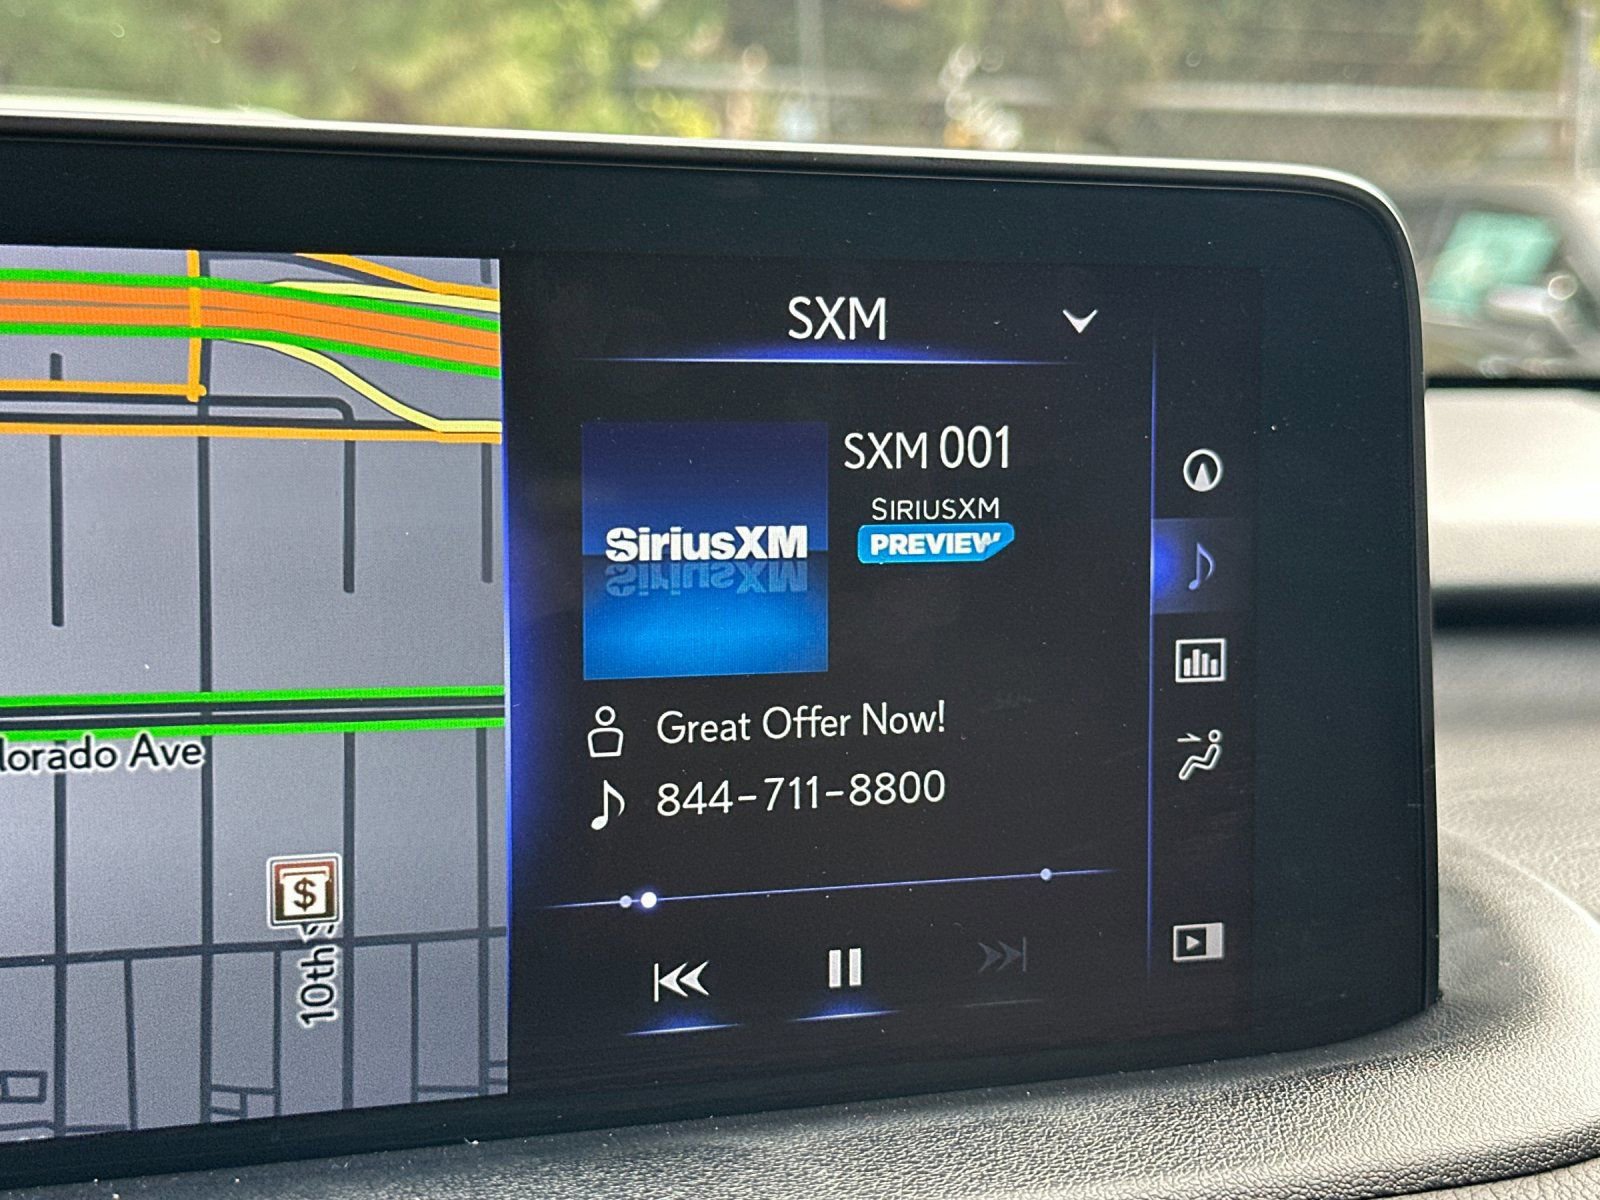 SXM
SXM 001
SIRIUSXM
PREVIEW
SiriusXM
Great Offer Now!
844-711-8800
lorado Ave
$
10th